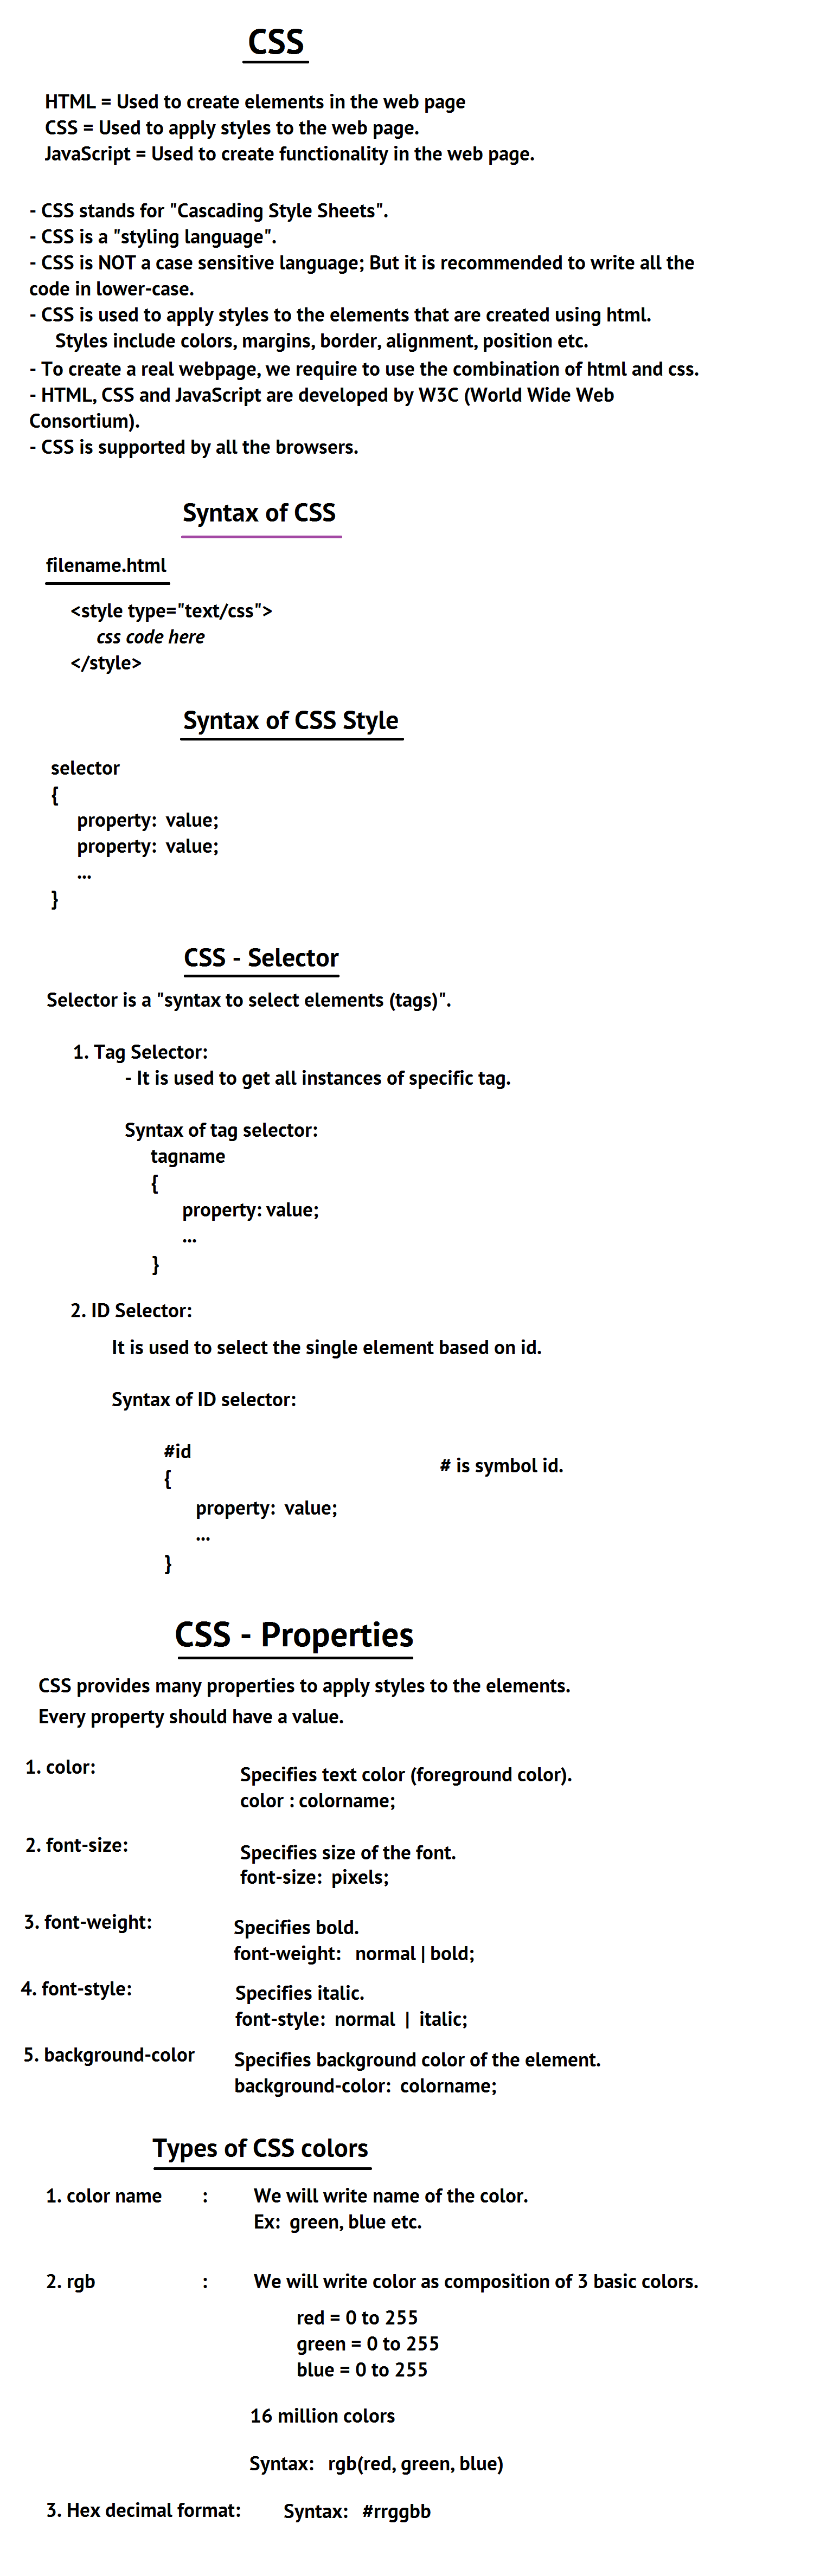 CSS
HTML = Used to create elements in the web page
CSS = Used to apply styles to the web page.
JavaScript = Used to create functionality in the web page.
- CSS stands for "Cascading Style Sheets".
- CSS is a "styling language".
- CSS is NOT a case sensitive language; But it is recommended to write all the
code in lower-case.
- CSS is used to apply styles to the elements that are created using html.
Styles include colors, margins, border, alignment, position etc.
- To create a real webpage, we require to use the combination of html and css.
- HTML, CSS and JavaScript are developed by W3C (World Wide Web
Consortium).
- CSS is supported by all the browsers.
Syntax of CSS
filename.html
<style type="text/css">
css code here
</style>
Syntax of CSS Style
selector
{
property:  value;
property:  value;
...
}
CSS - Selector
Selector is a "syntax to select elements (tags)".
1. Tag Selector:
- It is used to get all instances of specific tag.
Syntax of tag selector:
tagname
{
property: value;
...
}
2. ID Selector:
It is used to select the single element based on id.
Syntax of ID selector:
#id
# is symbol id.
{
property:  value;
...
}
CSS - Properties
CSS provides many properties to apply styles to the elements.
Every property should have a value.
1. color:
Specifies text color (foreground color).
color : colorname;
2. font-size:
Specifies size of the font.
font-size:  pixels;
3. font-weight:
Specifies bold.
font-weight:   normal | bold;
4. font-style:
Specifies italic.
font-style:  normal  |  italic;
5. background-color
Specifies background color of the element.
background-color:  colorname;
Types of CSS colors
1. color name : We will write name of the color.
Ex:  green, blue etc.
2. rgb : We will write color as composition of 3 basic colors.
red = 0 to 255
green = 0 to 255
blue = 0 to 255
16 million colors
Syntax:   rgb(red, green, blue)
3. Hex decimal format: Syntax:   #rrggbb